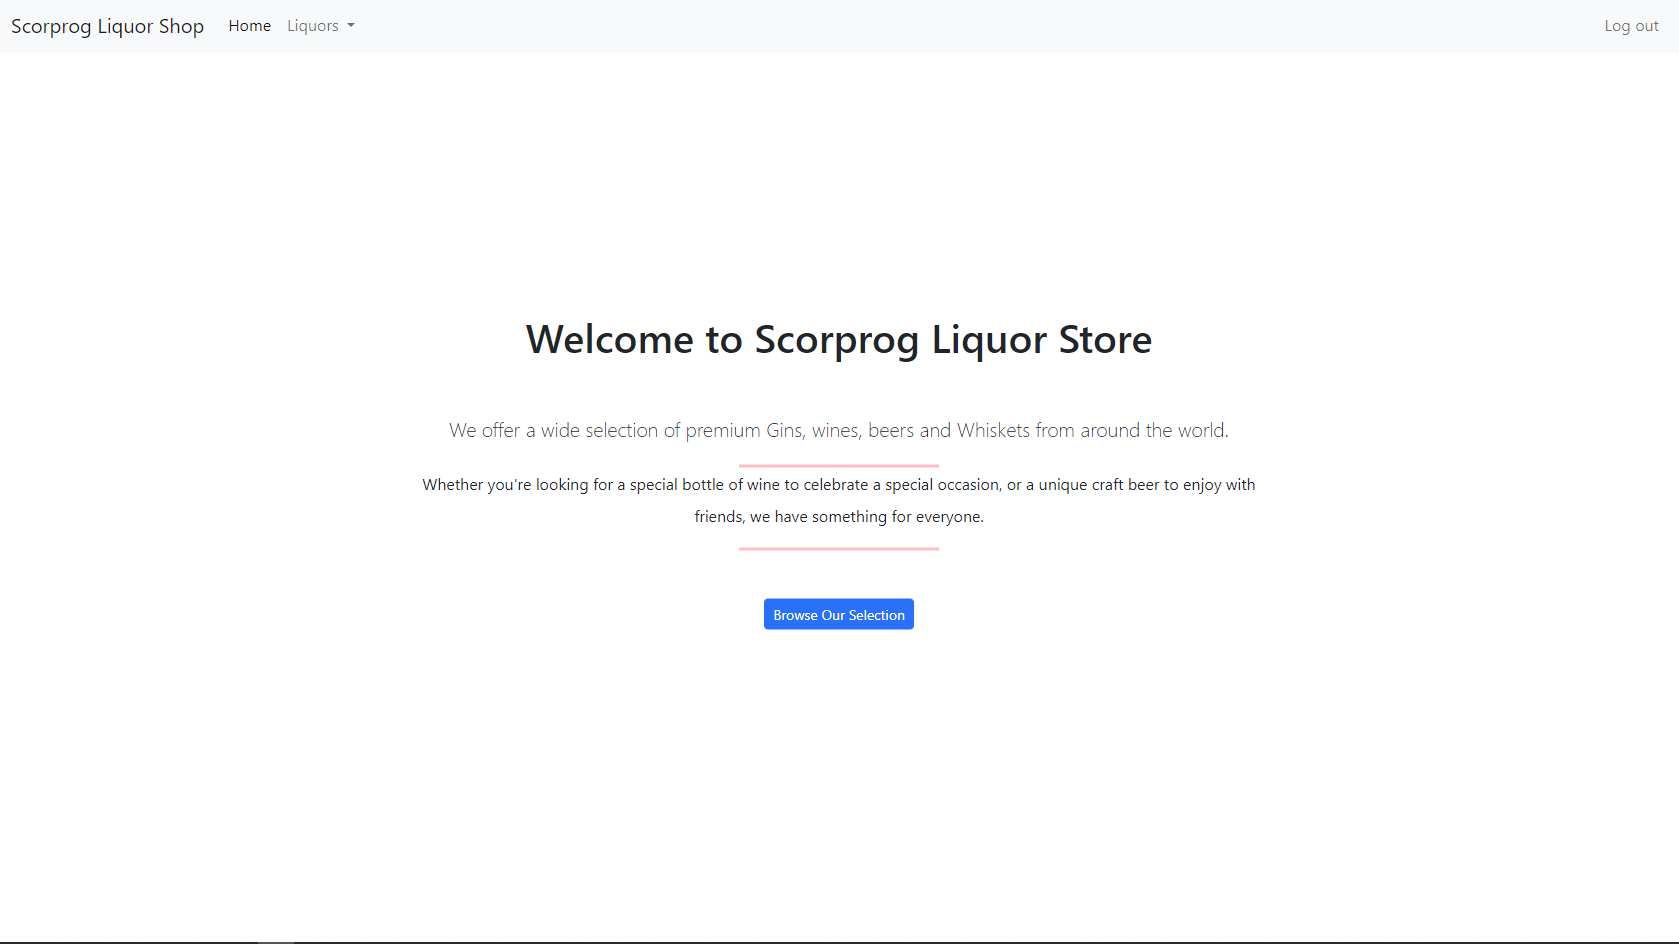 Scorprog Liquor Shop Home Liquors Log out
Welcome to Scorprog Liquor Store
We offer a wide selection of premium Gins, wines, beers and Whiskets from around the world.
Whether you're looking for a special bottle of wine to celebrate a special occasion, or a unique craft beer to enjoy with
friends, we have something for everyone.
Browse Our Selection